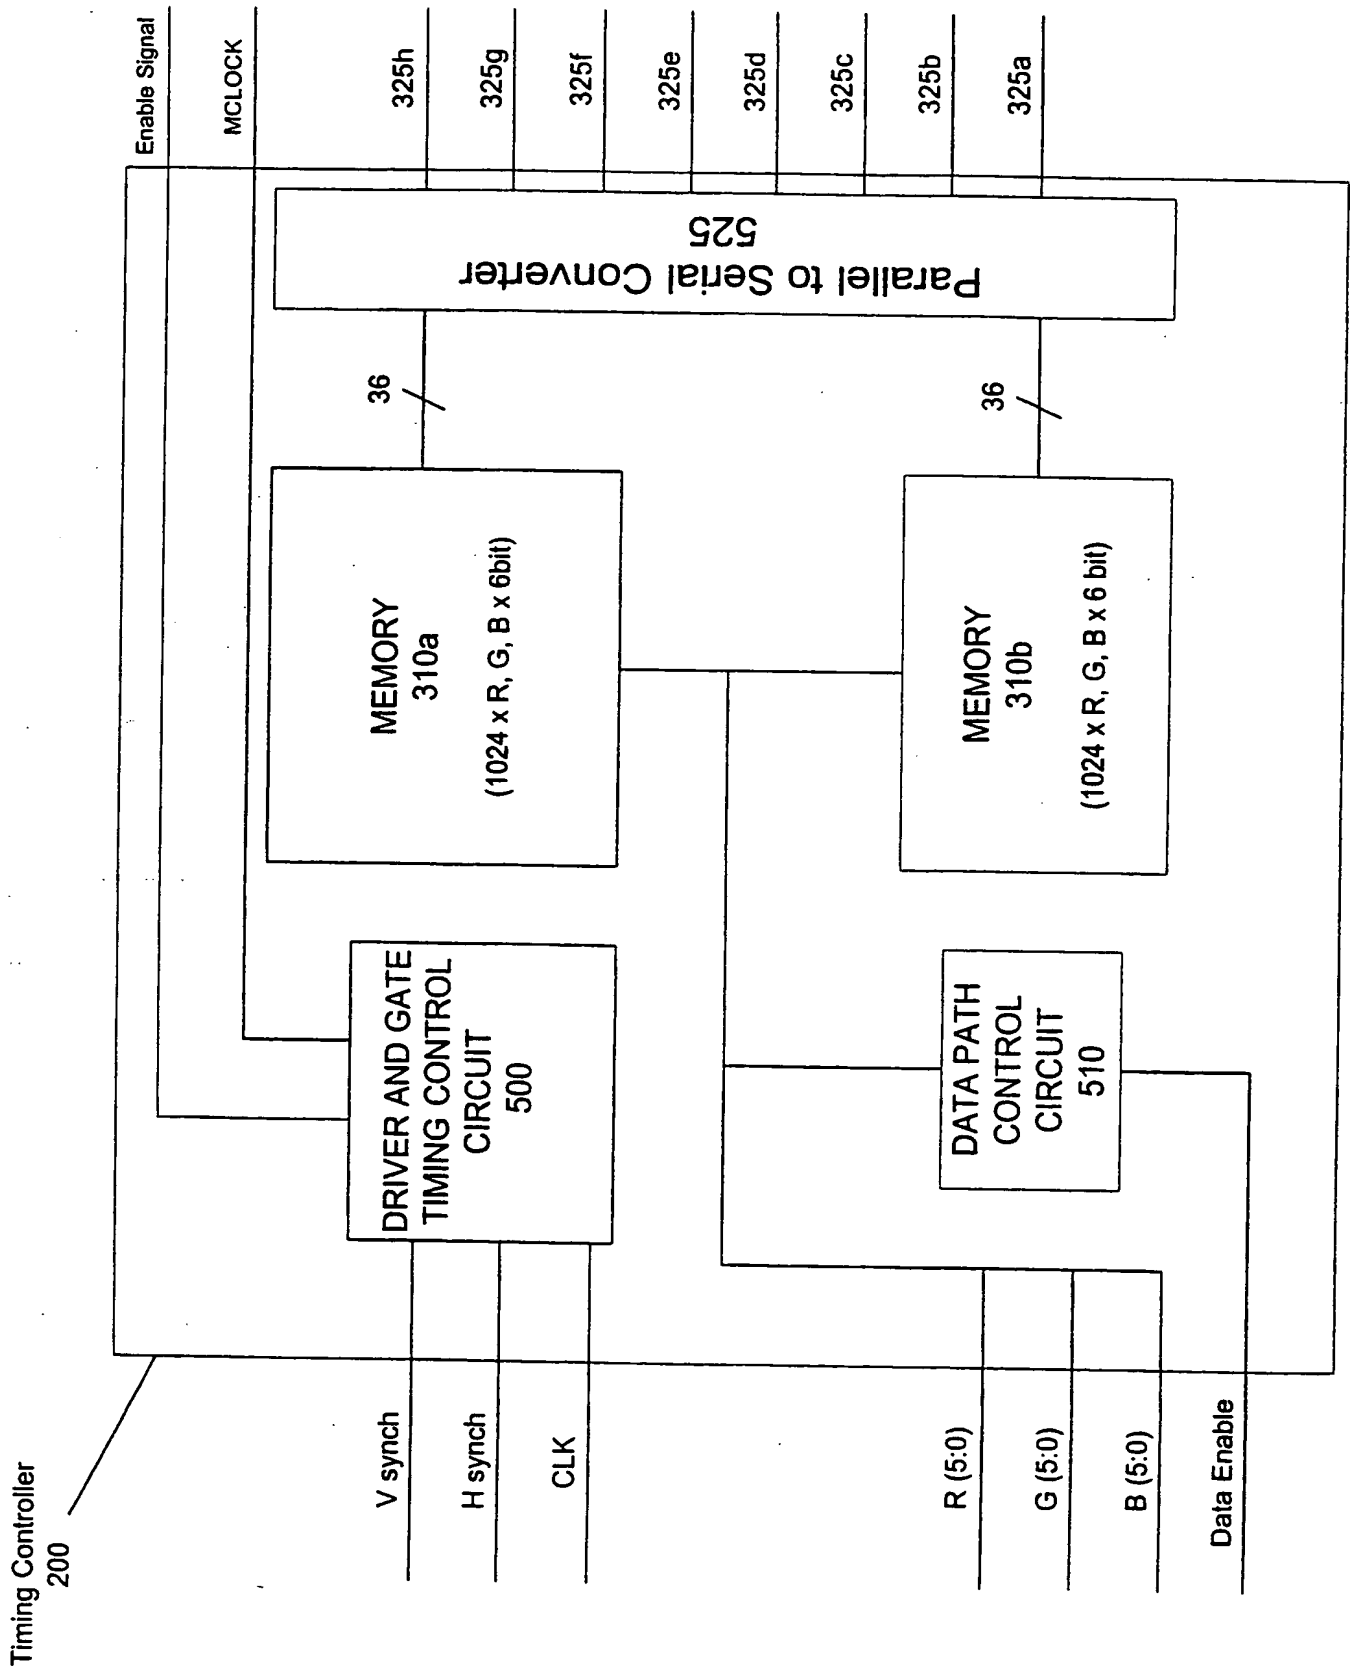 Timing Controller
200
Enable Signal
MCLOCK
V synch
H synch
CLK
DRIVER AND GATE
TIMING CONTROL
CIRCUIT
500
MEMORY
310a
(1024 x R, G, B x 6bit)
36
Parallel to Serial Converter
525
325h
325g
325f
325e
325d
325c
325b
325a
R (5:0)
G (5:0)
B (5:0)
Data Enable
DATA PATH
CONTROL
CIRCUIT
510
MEMORY
310b
(1024 x R, G, B x 6 bit)
36